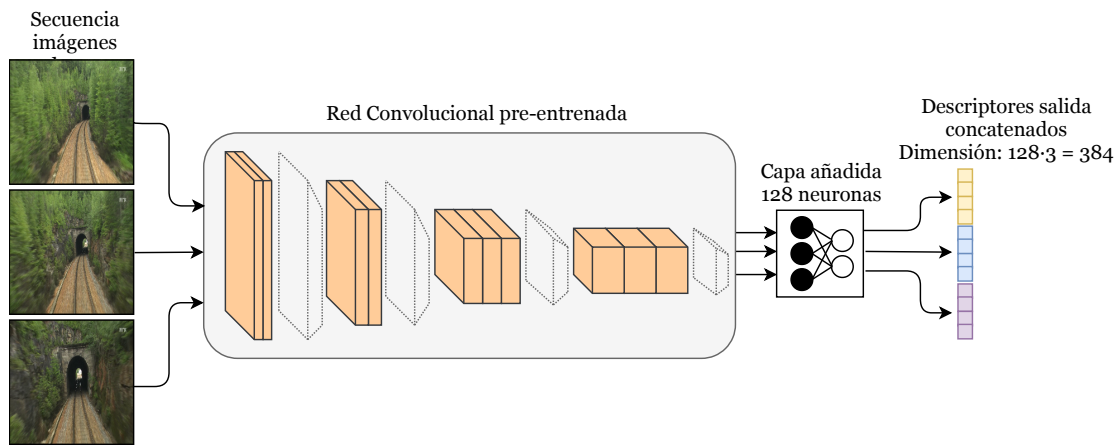 Secuencia
imágenes
Red Convolucional pre-entrenada
Capa añadida
128 neuronas
Descriptores salida
concatenados
Dimensión: 128·3 = 384